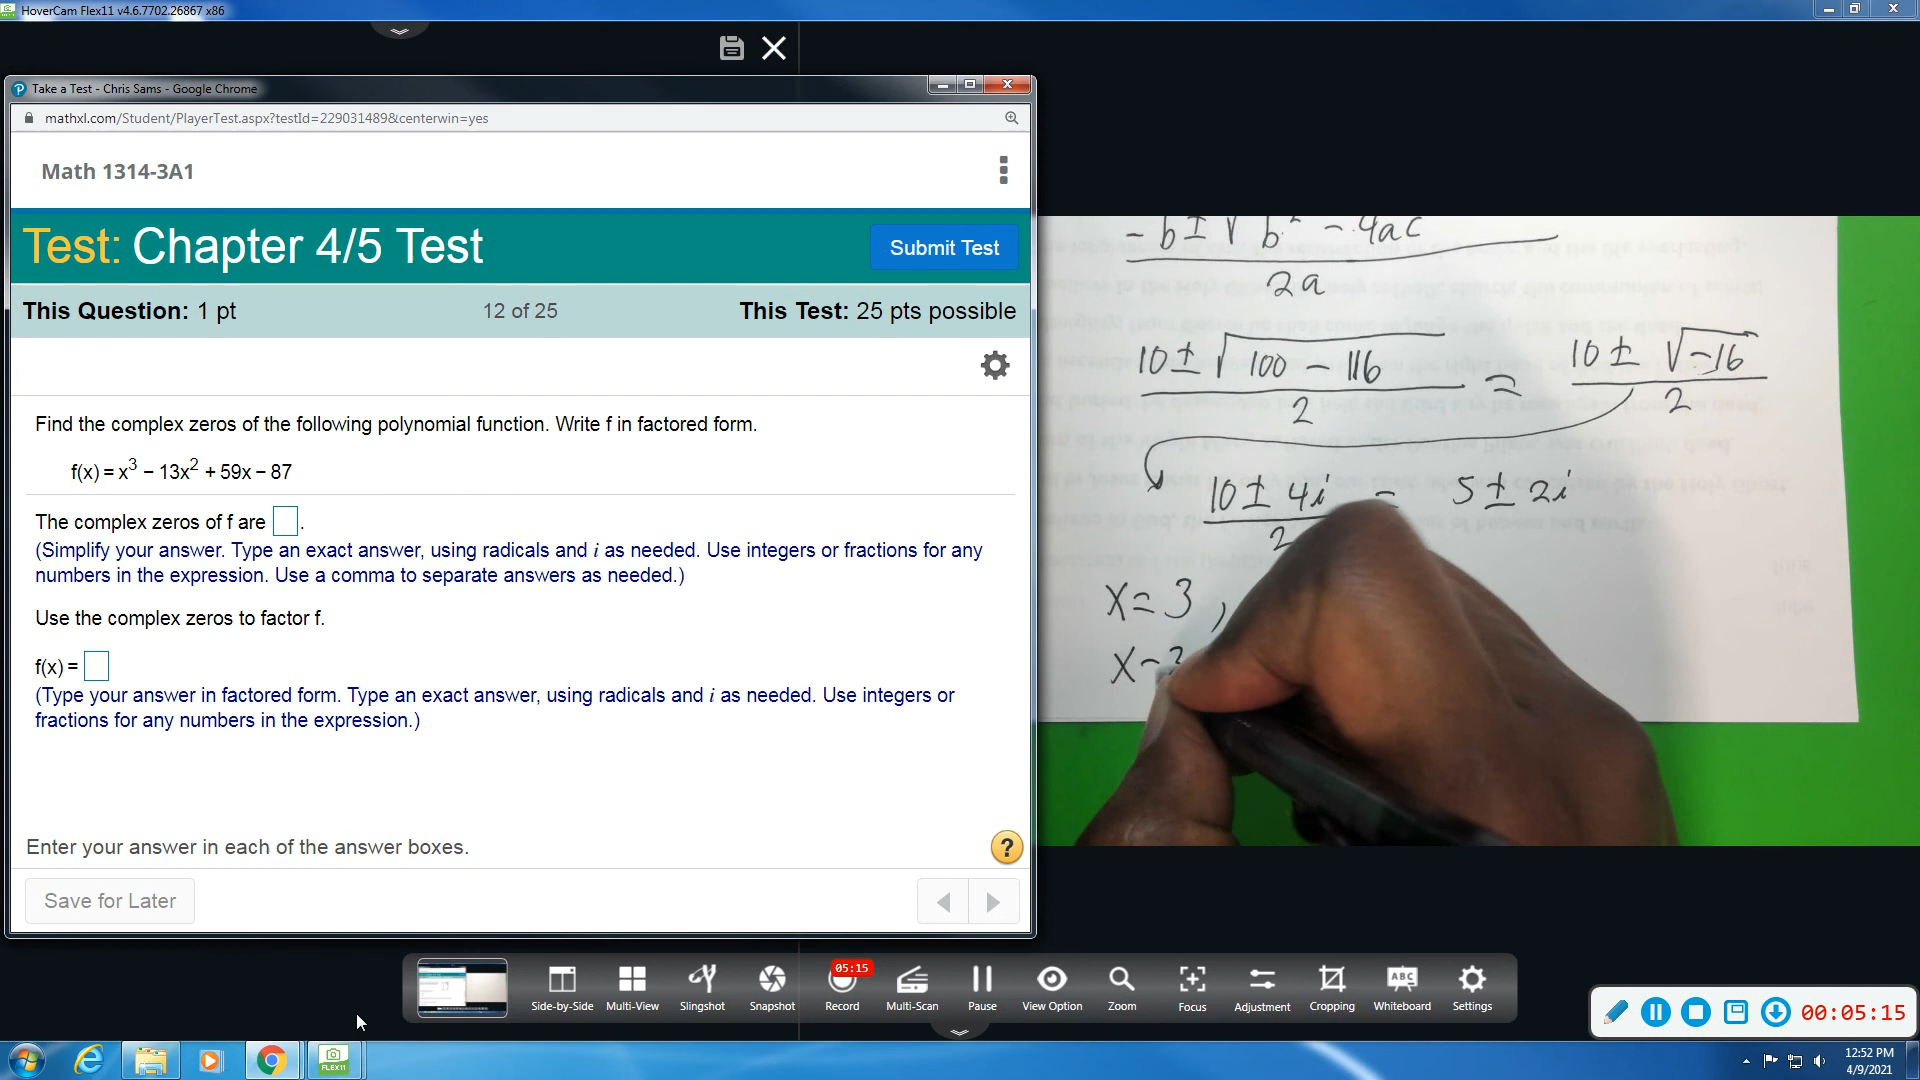 HoverCam Flex11 v4.6.7702.26867 x86
Take a Test - Chris Sams - Google Chrome
mathxl.com/Student/PlayerTest.aspx?testId=229031489&centerwin=yes
Math 1314-3A1
Test: Chapter 4/5 Test
Submit Test
This Question: 1 pt
12 of 25
This Test: 25 pts possible
Find the complex zeros of the following polynomial function. Write f in factored form.
f(x) = x³ − 13x² + 59x − 87
The complex zeros of f are .
(Simplify your answer. Type an exact answer, using radicals and i as needed. Use integers or fractions for any
numbers in the expression. Use a comma to separate answers as needed.)
Use the complex zeros to factor f.
f(x) =
(Type your answer in factored form. Type an exact answer, using radicals and i as needed. Use integers or
fractions for any numbers in the expression.)
Enter your answer in each of the answer boxes.
?
Save for Later
-b ± √b² - 4ac
2a
10 ± √100 - 116
2
=
10 ± √-16
2
10 ± 4i
2
= 5 ± 2i
x = 3 ,
x - 3
05:15
Side-by-Side
Multi-View
Slingshot
Snapshot
Record
Multi-Scan
Pause
View Option
Zoom
Focus
Adjustment
Cropping
ABC
Whiteboard
Settings
00:05:15
FLEX11
12:52 PM
4/9/2021